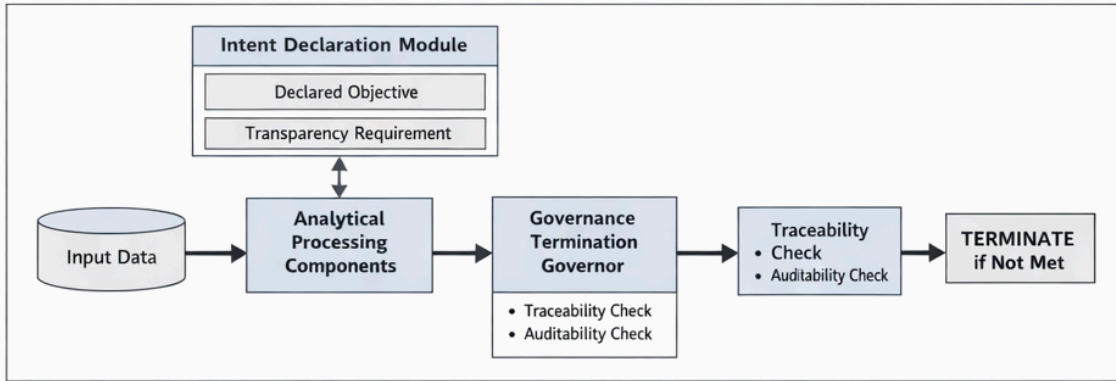 Intent Declaration Module
Declared Objective
Transparency Requirement
Input Data
Analytical
Processing
Components
Governance
Termination
Governor
• Traceability Check
• Auditability Check
Traceability
• Check
• Auditability Check
TERMINATE
if Not Met